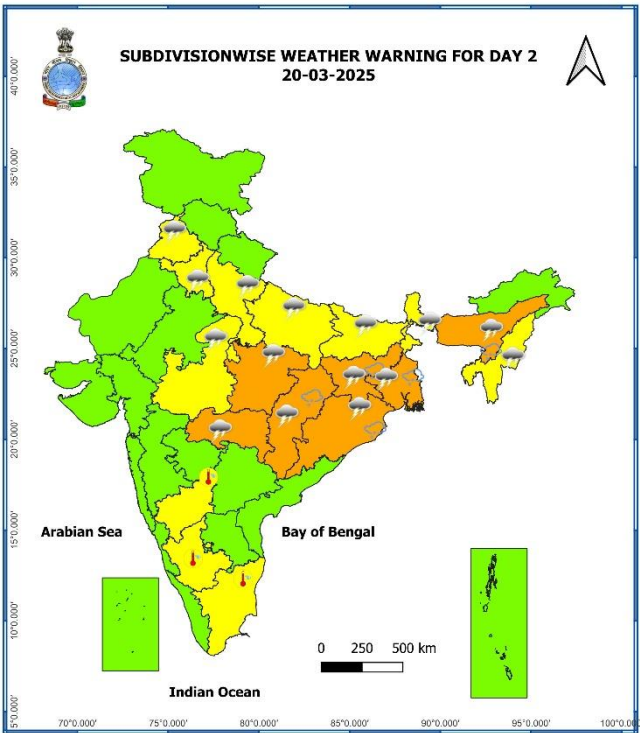 SUBDIVISIONWISE WEATHER WARNING FOR DAY 2
20-03-2025
40°0.000'
35°0.000'
30°0.000'
25°0.000'
20°0.000'
15°0.000'
10°0.000'
5°0.000'
Arabian Sea
Bay of Bengal
0 250 500 km
Indian Ocean
70°0.000' 75°0.000' 80°0.000' 85°0.000' 90°0.000' 95°0.000' 100°0.000'